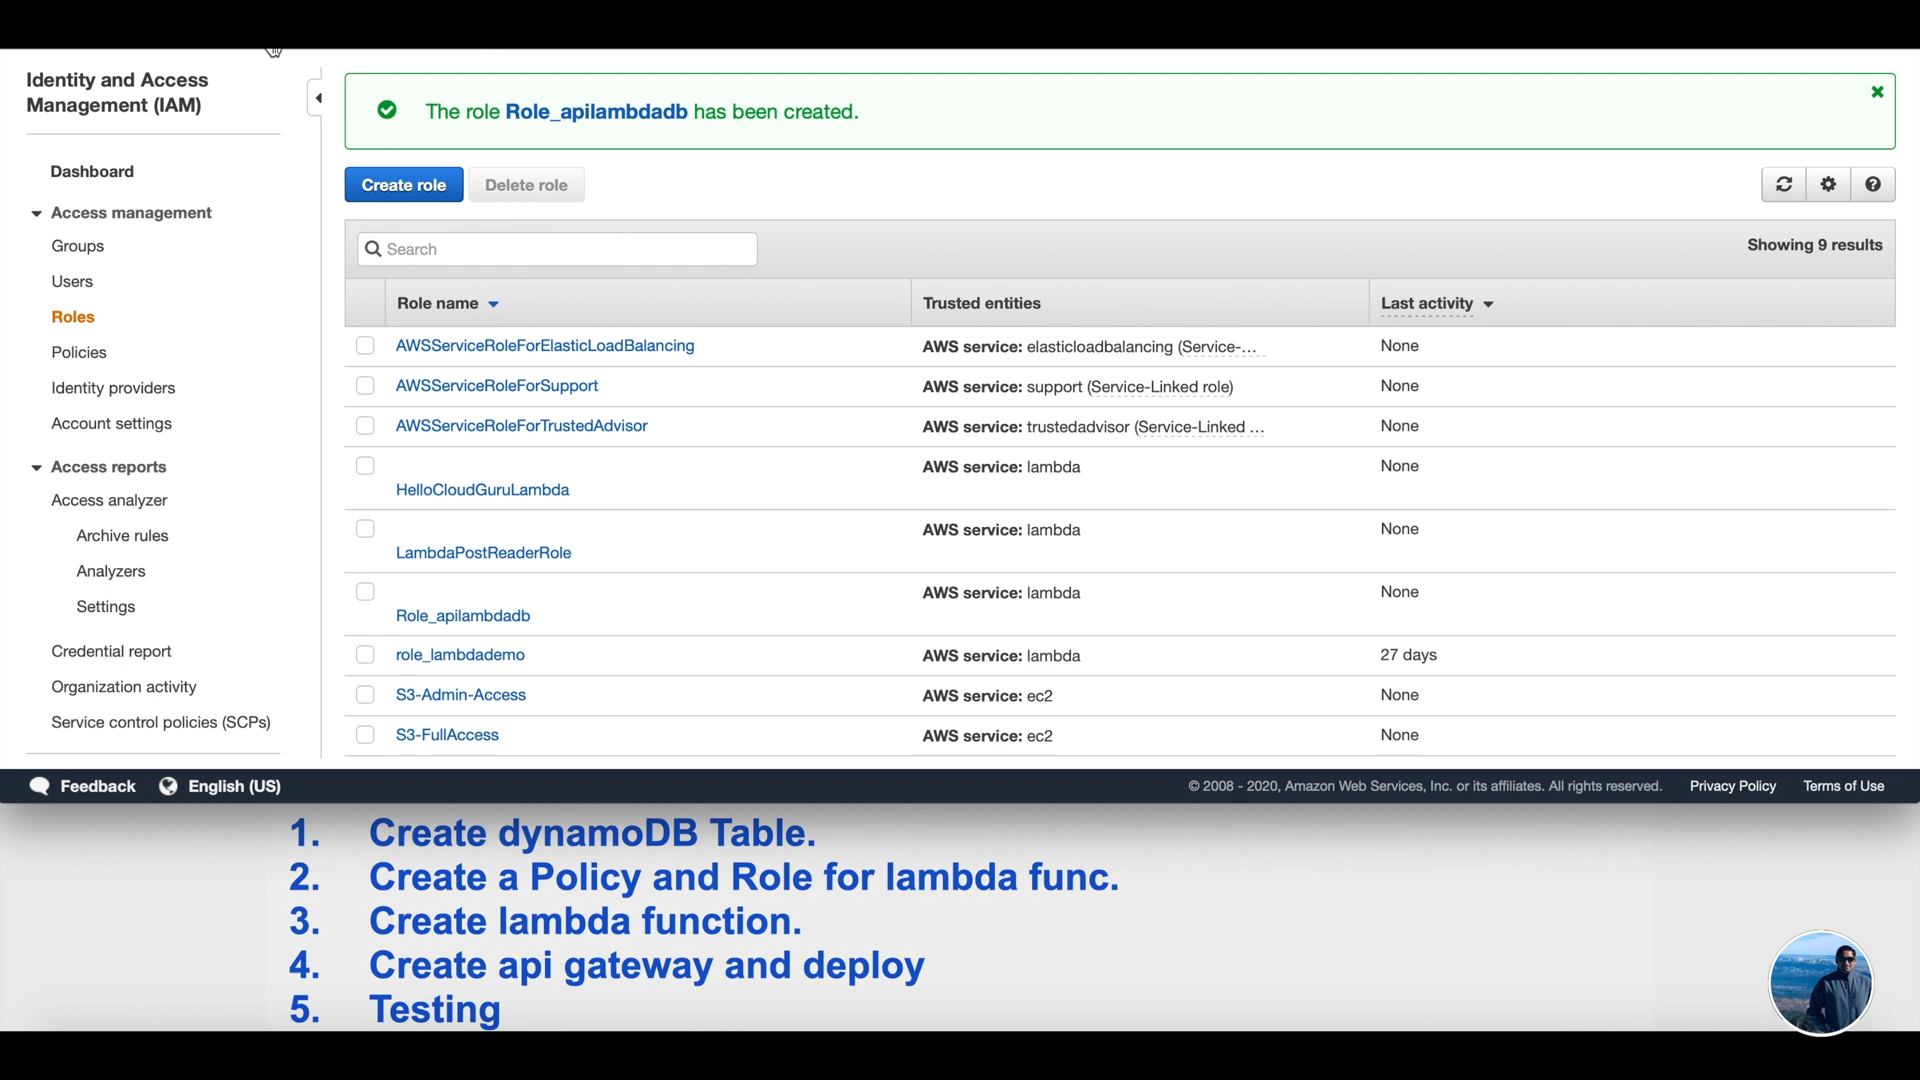 Identity and Access
Management (IAM)
Dashboard
Access management
Groups
Users
Roles
Policies
Identity providers
Account settings
Access reports
Access analyzer
Archive rules
Analyzers
Settings
Credential report
Organization activity
Service control policies (SCPs)
The role Role_apilambdadb has been created.
Create role Delete role
Search
Showing 9 results
Role name Trusted entities Last activity
AWSServiceRoleForElasticLoadBalancing AWS service: elasticloadbalancing (Service-... None
AWSServiceRoleForSupport AWS service: support (Service-Linked role) None
AWSServiceRoleForTrustedAdvisor AWS service: trustedadvisor (Service-Linked ... None
HelloCloudGuruLambda AWS service: lambda None
LambdaPostReaderRole AWS service: lambda None
Role_apilambdadb AWS service: lambda None
role_lambdademo AWS service: lambda 27 days
S3-Admin-Access AWS service: ec2 None
S3-FullAccess AWS service: ec2 None
Feedback English (US) © 2008 - 2020, Amazon Web Services, Inc. or its affiliates. All rights reserved. Privacy Policy Terms of Use
1. Create dynamoDB Table.
2. Create a Policy and Role for lambda func.
3. Create lambda function.
4. Create api gateway and deploy
5. Testing